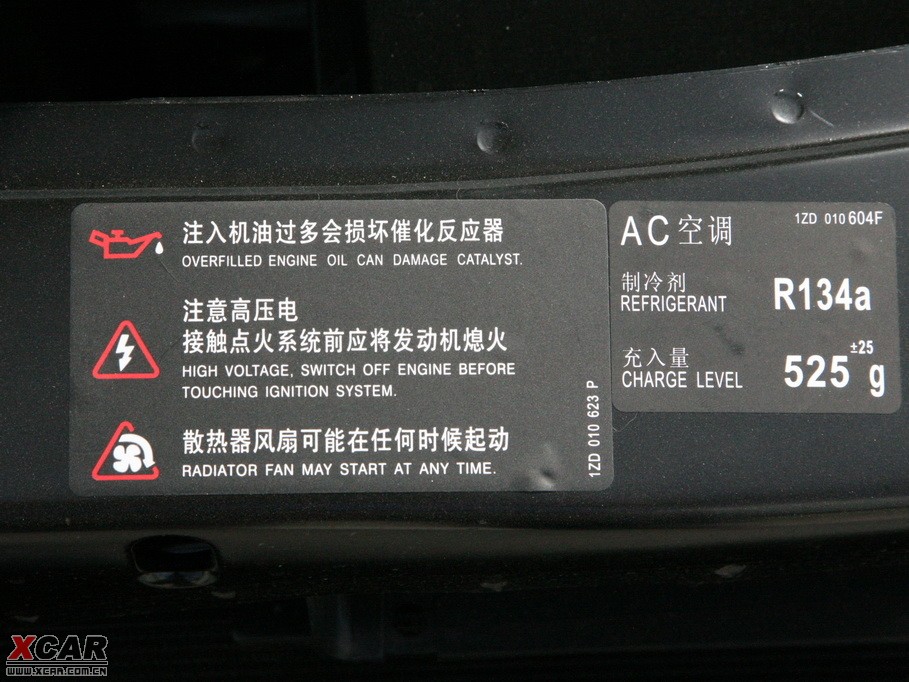 注入机油过多会损坏催化反应器
OVERFILLED ENGINE OIL CAN DAMAGE CATALYST.
注意高压电
接触点火系统前应将发动机熄火
HIGH VOLTAGE, SWITCH OFF ENGINE BEFORE
TOUCHING IGNITION SYSTEM.
散热器风扇可能在任何时候起动
RADIATOR FAN MAY START AT ANY TIME.
1ZD 010 623 P
AC空调
1ZD 010 604F
制冷剂
REFRIGERANT
R134a
充入量
CHARGE LEVEL
525 ±25 g
XCAR
WWW.XCAR.COM.CN